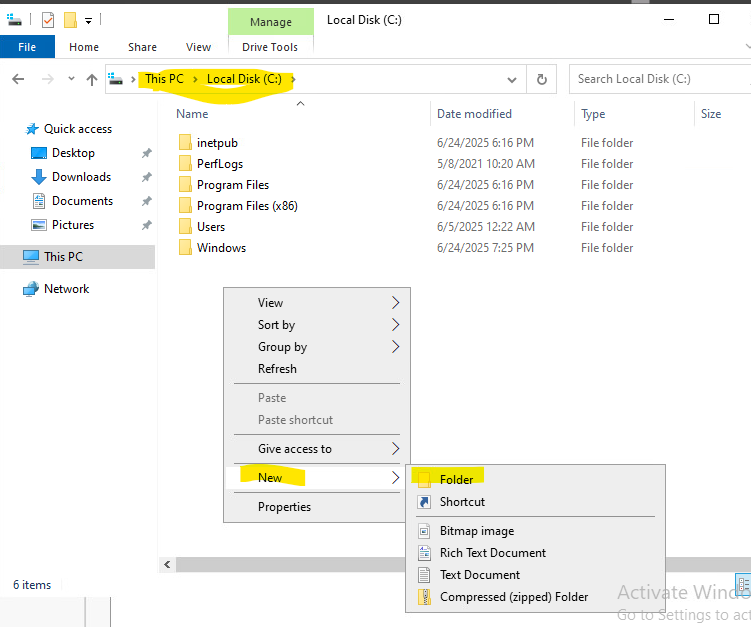 Manage
Local Disk (C:)
File
Home
Share
View
Drive Tools
This PC
Local Disk (C:)
Search Local Disk (C:)
Name
Date modified
Type
Size
Quick access
Desktop
Downloads
Documents
Pictures
This PC
Network
inetpub 6/24/2025 6:16 PM File folder
PerfLogs 5/8/2021 10:20 AM File folder
Program Files 6/24/2025 6:16 PM File folder
Program Files (x86) 6/24/2025 6:16 PM File folder
Users 6/5/2025 12:22 AM File folder
Windows 6/24/2025 7:25 PM File folder
View
Sort by
Group by
Refresh
Paste
Paste shortcut
Give access to
New
Properties
Folder
Shortcut
Bitmap image
Rich Text Document
Text Document
Compressed (zipped) Folder
6 items
Activate Windo
Go to Settings to act